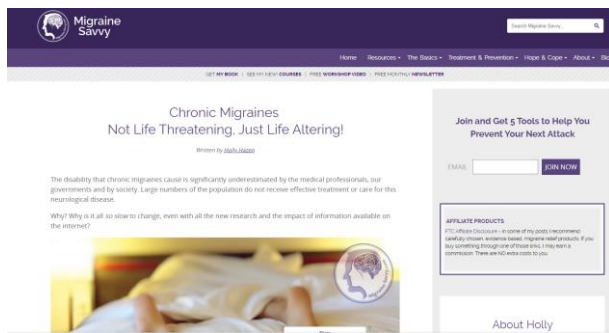 Migraine
Savvy
Search Migraine Savvy...
Home Resources The Basics Treatment & Prevention Hope & Cope About Blo
GET MY BOOK | SEE MY NEW COURSES | FREE WORKSHOP VIDEO | FREE MONTHLY NEWSLETTER
Chronic Migraines
Not Life Threatening, Just Life Altering!
Written by Holly Hazen
The disability that chronic migraines cause is significantly underestimated by the medical professionals, our
governments and by society. Large numbers of the population do not receive effective treatment or care for this
neurological disease.
Why? Why is it all so slow to change, even with all the new research and the impact of information available on
the internet?
Migraine Savvy
Join and Get 5 Tools to Help You
Prevent Your Next Attack
EMAIL JOIN NOW
AFFILIATE PRODUCTS
FTC Affiliate Disclosure - in some of my posts I recommend
carefully chosen, evidence based, migraine relief products. If you
buy something through one of those links, I may earn a
commission. There are NO extra costs to you.
About Holly